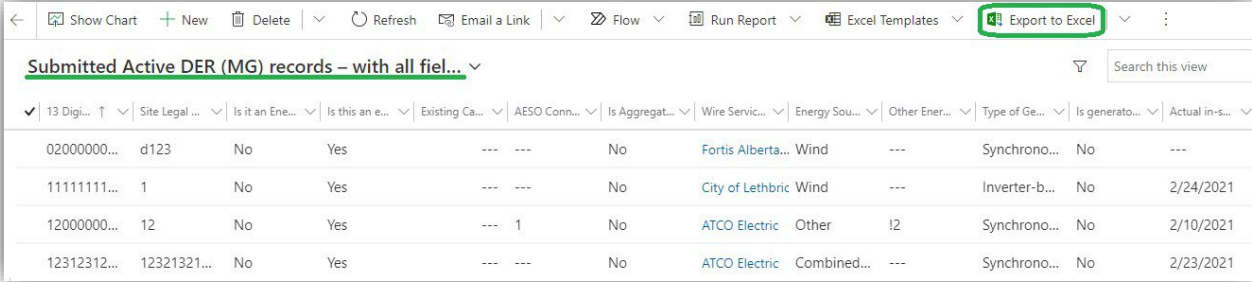 Show Chart New Delete Refresh Email a Link Flow Run Report Excel Templates Export to Excel
Submitted Active DER (MG) records – with all fiel... Search this view
13 Digi... ↑ Site Legal ... Is it an Ene... Is this an e... Existing Ca... AESO Conn... Is Aggregat... Wire Servic... Energy Sou... Other Ener... Type of Ge... Is generato... Actual in-s...
02000000... d123 No Yes --- --- No Fortis Alberta... Wind --- Synchrono... No ---
11111111... 1 No Yes --- --- No City of Lethbric Wind --- Inverter-b... No 2/24/2021
12000000... 12 No Yes --- 1 No ATCO Electric Other !2 Synchrono... No 2/10/2021
12312312... 12321321... No Yes --- --- No ATCO Electric Combined... --- Synchrono... No 2/23/2021